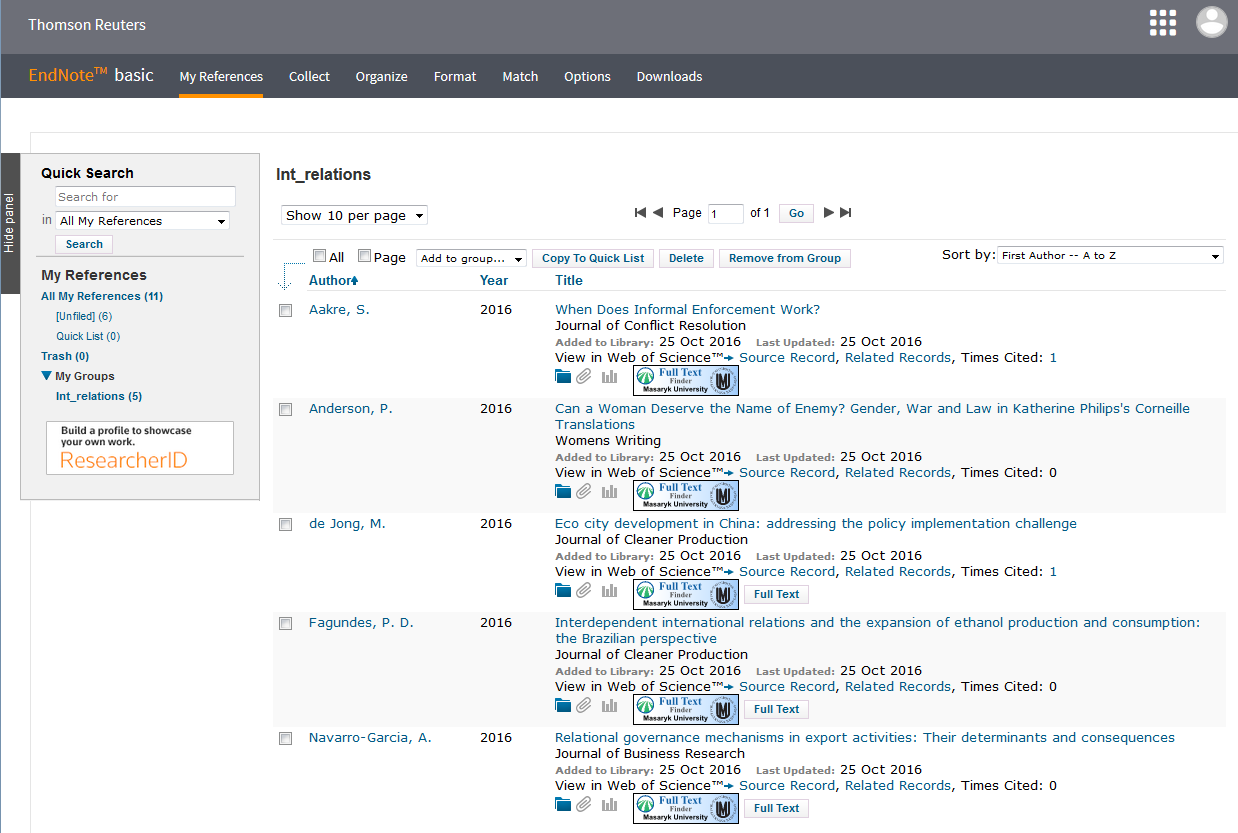 Thomson Reuters
EndNote™ basic My References Collect Organize Format Match Options Downloads
Hide panel
Quick Search
Search for
in All My References
Search
My References
All My References (11)
[Unfiled] (6)
Quick List (0)
Trash (0)
My Groups
Int_relations (5)
Build a profile to showcase
your own work.
ResearcherID
Int_relations
Show 10 per page Page 1 of 1 Go
All Page Add to group... Copy To Quick List Delete Remove from Group Sort by: First Author -- A to Z
Author Year Title
Aakre, S. 2016 When Does Informal Enforcement Work?
Journal of Conflict Resolution
Added to Library: 25 Oct 2016 Last Updated: 25 Oct 2016
View in Web of Science™ Source Record, Related Records, Times Cited: 1
Full Text
Finder
Masaryk University
Anderson, P. 2016 Can a Woman Deserve the Name of Enemy? Gender, War and Law in Katherine Philips's Corneille
Translations
Womens Writing
Added to Library: 25 Oct 2016 Last Updated: 25 Oct 2016
View in Web of Science™ Source Record, Related Records, Times Cited: 0
Full Text
Finder
Masaryk University
de Jong, M. 2016 Eco city development in China: addressing the policy implementation challenge
Journal of Cleaner Production
Added to Library: 25 Oct 2016 Last Updated: 25 Oct 2016
View in Web of Science™ Source Record, Related Records, Times Cited: 1
Full Text
Finder
Masaryk University
Full Text
Fagundes, P. D. 2016 Interdependent international relations and the expansion of ethanol production and consumption:
the Brazilian perspective
Journal of Cleaner Production
Added to Library: 25 Oct 2016 Last Updated: 25 Oct 2016
View in Web of Science™ Source Record, Related Records, Times Cited: 0
Full Text
Finder
Masaryk University
Full Text
Navarro-Garcia, A. 2016 Relational governance mechanisms in export activities: Their determinants and consequences
Journal of Business Research
Added to Library: 25 Oct 2016 Last Updated: 25 Oct 2016
View in Web of Science™ Source Record, Related Records, Times Cited: 0
Full Text
Finder
Masaryk University
Full Text